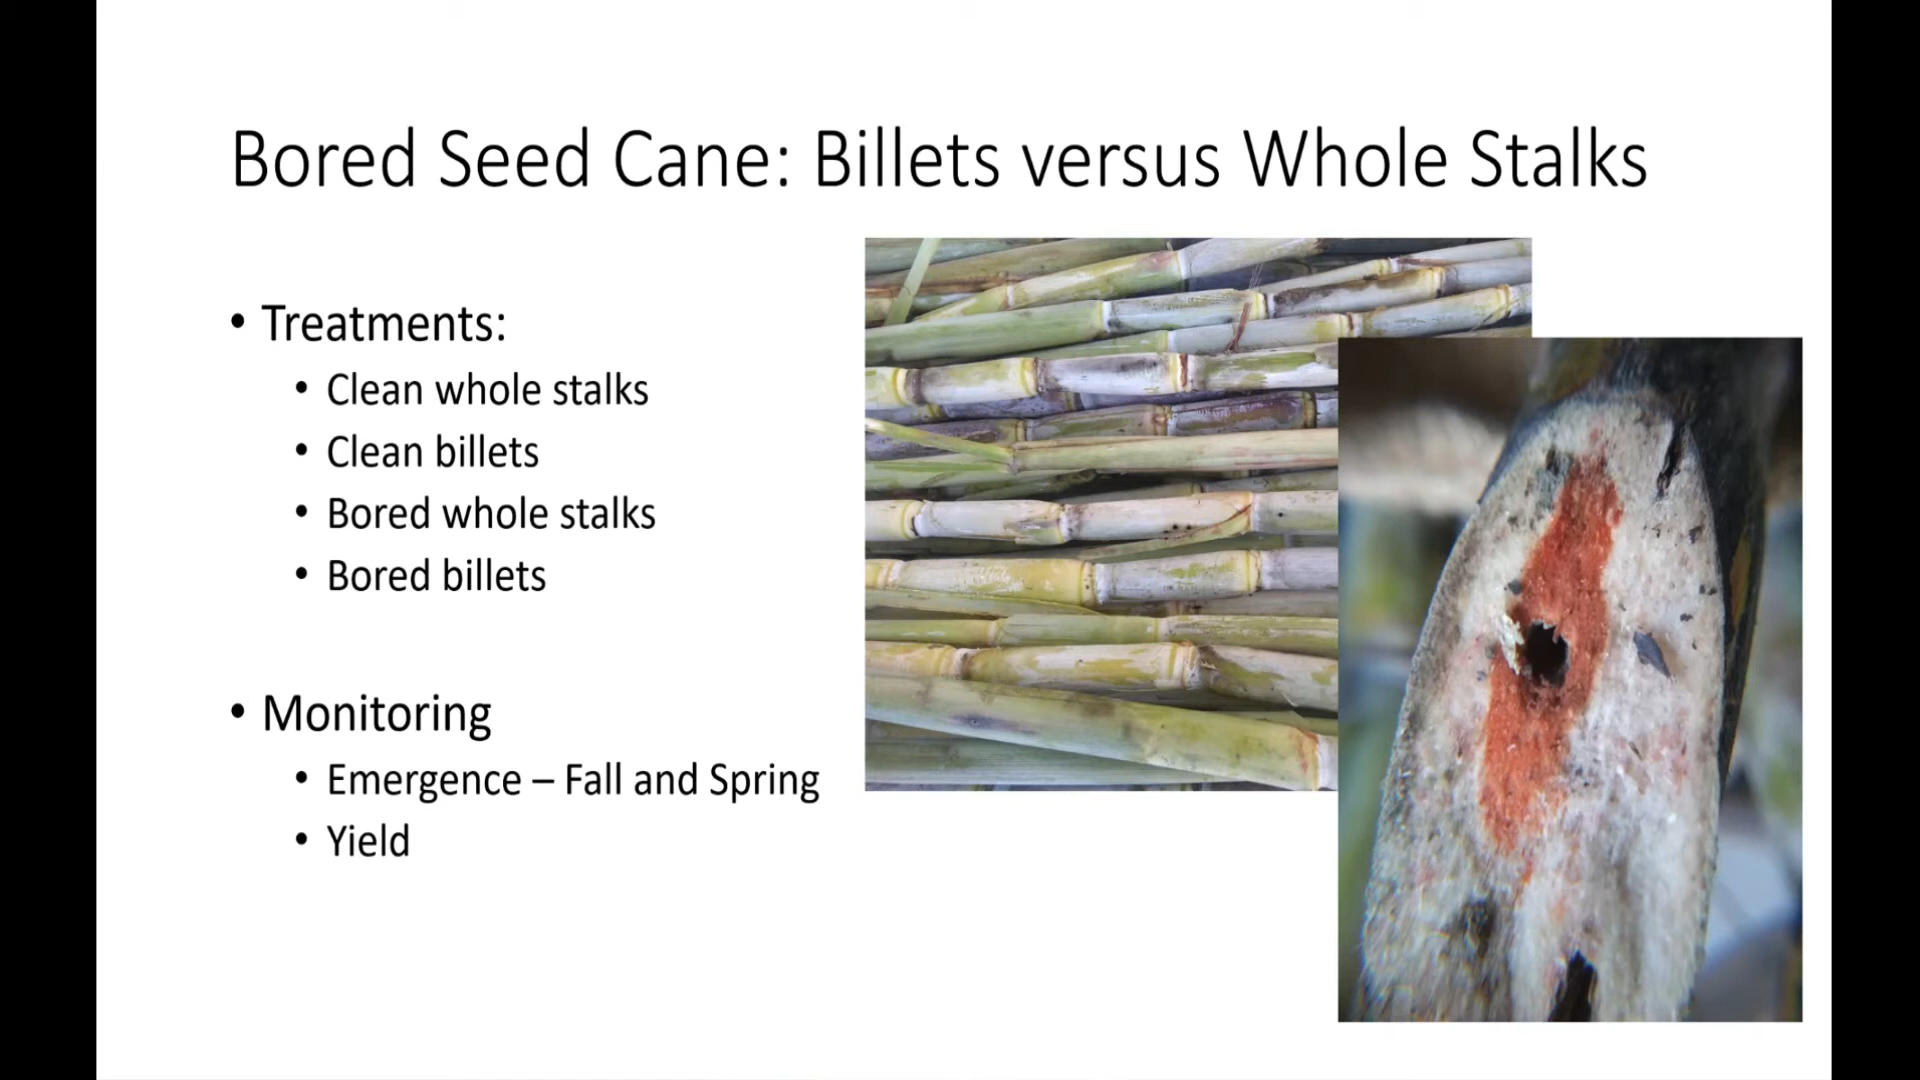 Bored Seed Cane: Billets versus Whole Stalks
• Treatments:
• Clean whole stalks
• Clean billets
• Bored whole stalks
• Bored billets
• Monitoring
• Emergence – Fall and Spring
• Yield